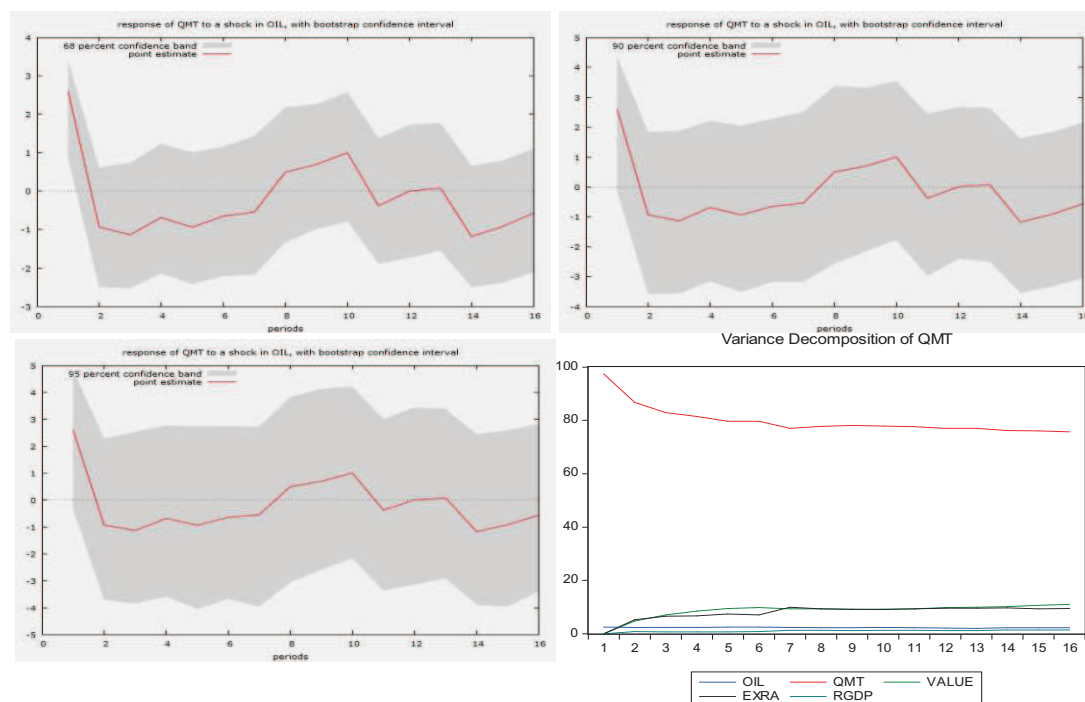 response of QMT to a shock in OIL, with bootstrap confidence interval
68 percent confidence band
point estimate
4
3
2
1
0
-1
-2
-3
0 2 4 6 8 10 12 14 16
periods
response of QMT to a shock in OIL, with bootstrap confidence interval
90 percent confidence band
point estimate
5
4
3
2
1
0
-1
-2
-3
-4
0 2 4 6 8 10 12 14 16
periods
response of QMT to a shock in OIL, with bootstrap confidence interval
95 percent confidence band
point estimate
5
4
3
2
1
0
-1
-2
-3
-4
-5
0 2 4 6 8 10 12 14 16
periods
Variance Decomposition of QMT
100
80
60
40
20
0
1 2 3 4 5 6 7 8 9 10 11 12 13 14 15 16
OIL QMT VALUE
EXRA RGDP